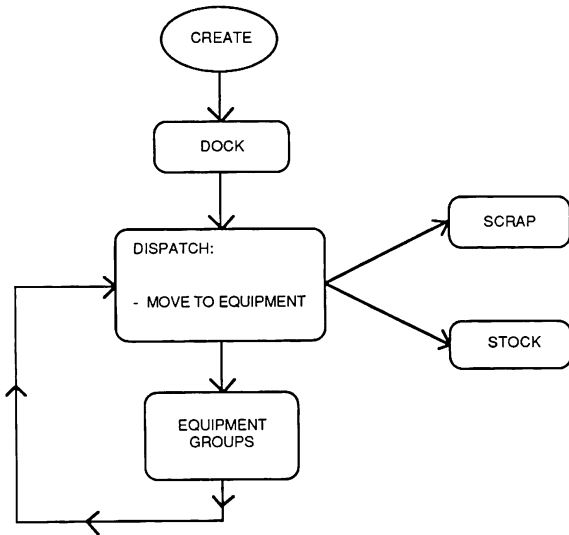 CREATE
DOCK
DISPATCH:
- MOVE TO EQUIPMENT
SCRAP
STOCK
EQUIPMENT
GROUPS